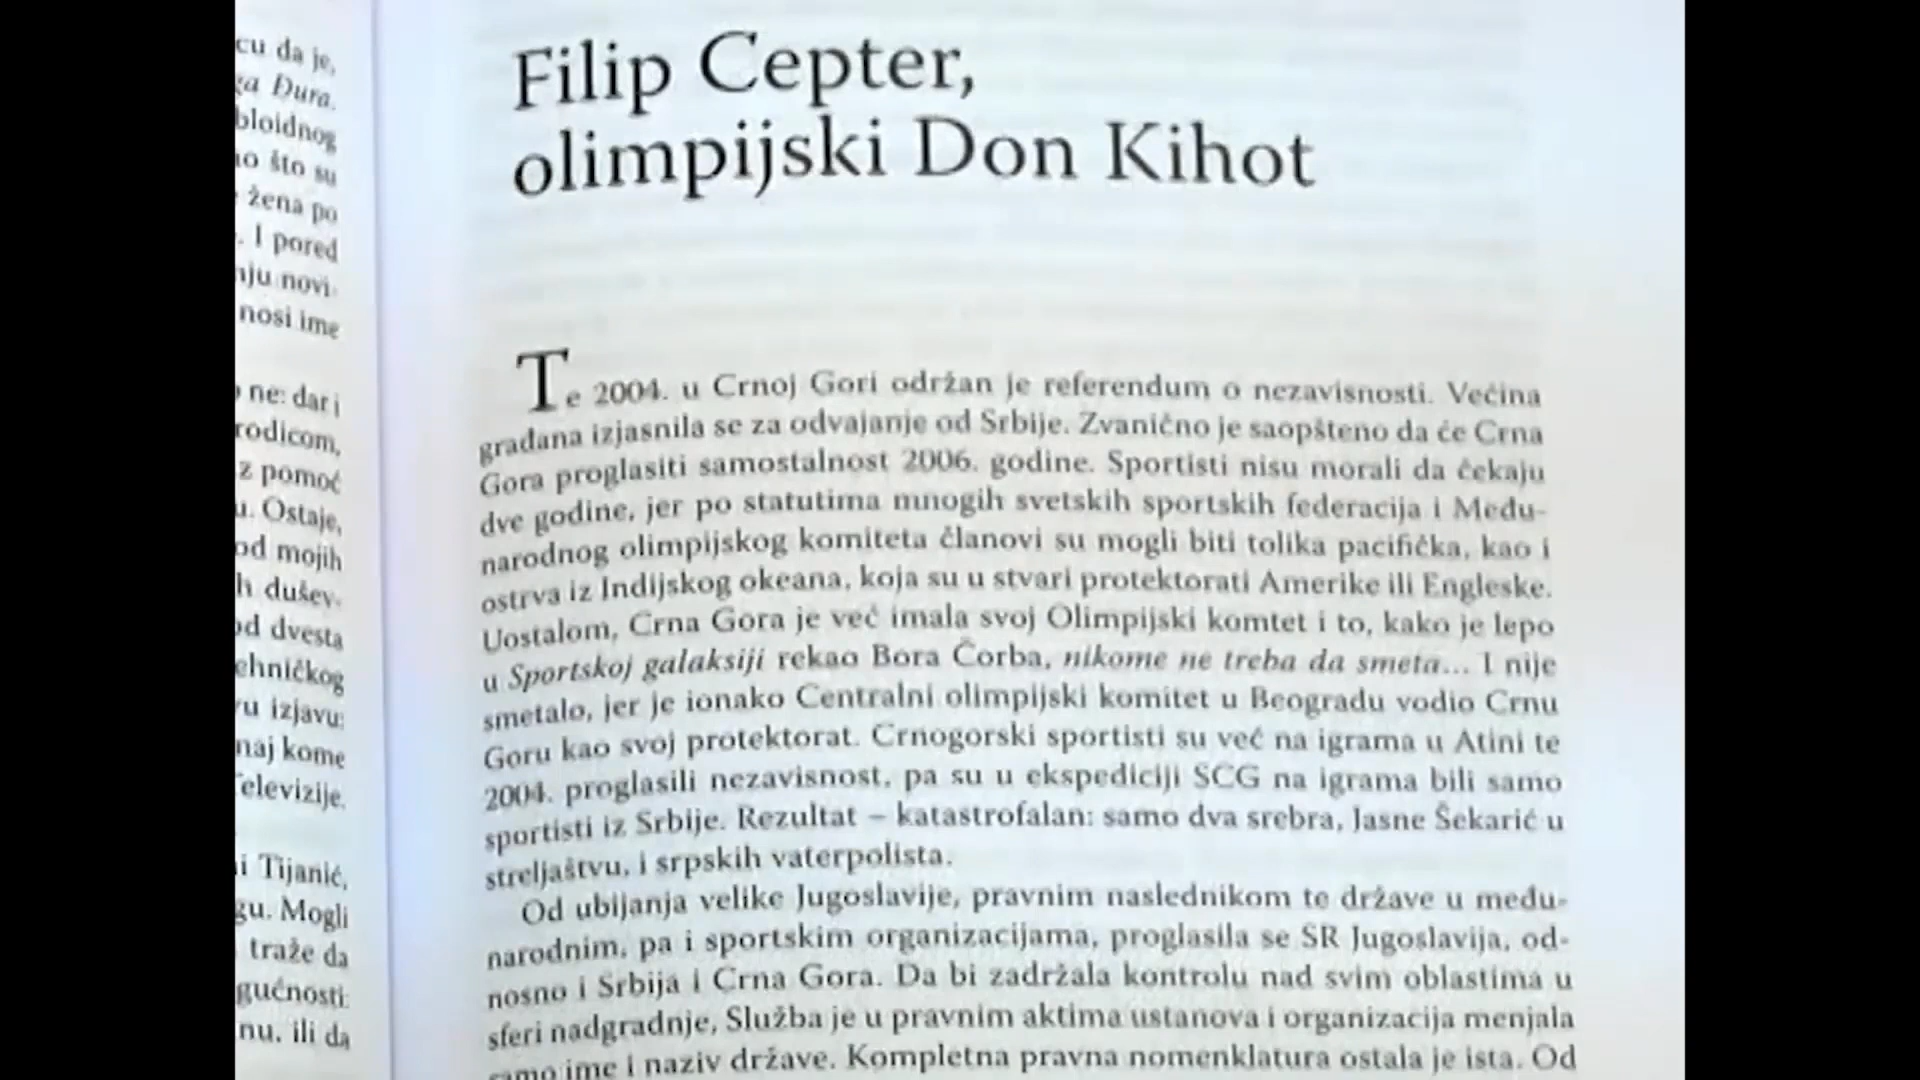 cu da je,
ga Đura.
bloidnog
no što su
žena po
. I pored
nju novi-
nosi ime
ne: dar i
rodicom,
z pomoć
u. Ostaje,
od mojih
h dušev-
od dvesta
ehničkog
u izjavu:
naj kome
Televizije.
i Tijanić,
gu. Mogli
traže da
gućnosti:
nu, ili da
Filip Cepter,
olimpijski Don Kihot
Te 2004. u Crnoj Gori održan je referendum o nezavisnosti. Većina
građana izjasnila se za odvajanje od Srbije. Zvanično je saopšteno da će Crna
Gora proglasiti samostalnost 2006. godine. Sportisti nisu morali da čekaju
dve godine, jer po statutima mnogih svetskih sportskih federacija i Među-
narodnog olimpijskog komiteta članovi su mogli biti tolika pacifička, kao i
ostrva iz Indijskog okeana, koja su u stvari protektorati Amerike ili Engleske.
Uostalom, Crna Gora je već imala svoj Olimpijski komtet i to, kako je lepo
u Sportskoj galaksiji rekao Bora Čorba, nikome ne treba da smeta... I nije
smetalo, jer je ionako Centralni olimpijski komitet u Beogradu vodio Crnu
Goru kao svoj protektorat. Crnogorski sportisti su već na igrama u Atini te
2004. proglasili nezavisnost, pa su u ekspediciji SCG na igrama bili samo
sportisti iz Srbije. Rezultat – katastrofalan: samo dva srebra, Jasne Šekarić u
streljaštvu, i srpskih vaterpolista.
Od ubijanja velike Jugoslavije, pravnim naslednikom te države u među-
narodnim, pa i sportskim organizacijama, proglasila se SR Jugoslavija, od-
nosno i Srbija i Crna Gora. Da bi zadržala kontrolu nad svim oblastima u
sferi nadgradnje, Služba je u pravnim aktima ustanova i organizacija menjala
samo ime i naziv države. Kompletna pravna nomenklatura ostala je ista. Od